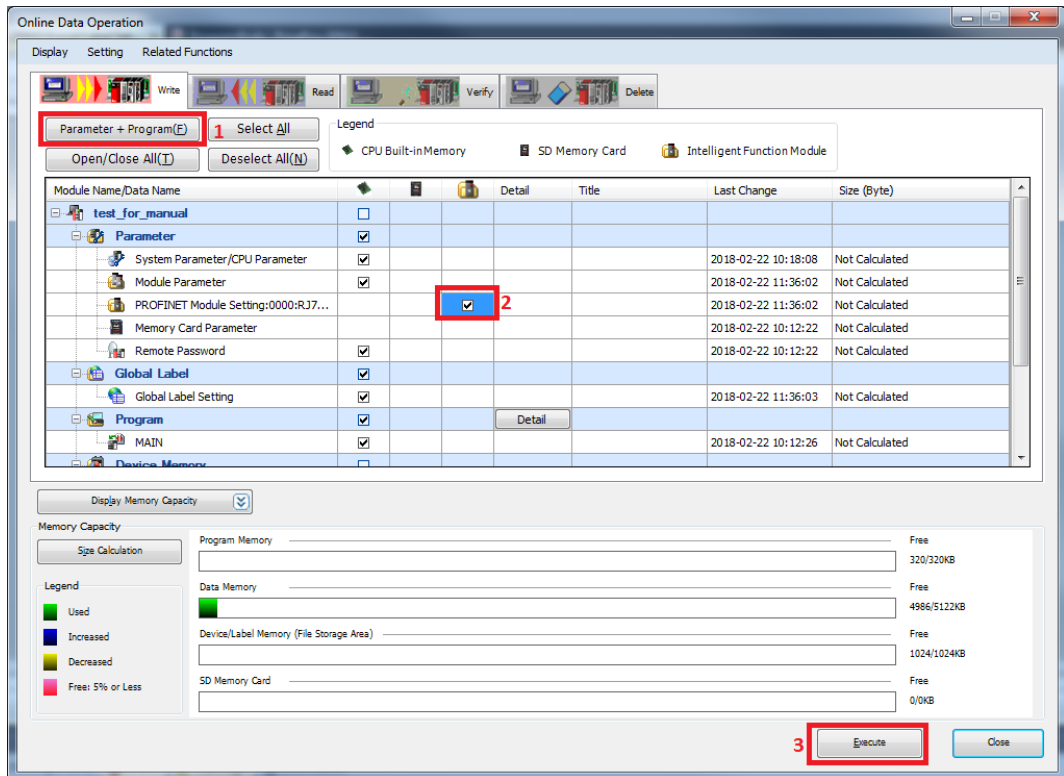 Online Data Operation
Display Setting Related Functions
Write Read Verify Delete
Parameter + Program(F) 1 Select All Legend
Open/Close All(T) Deselect All(N) CPU Built-in Memory SD Memory Card Intelligent Function Module
Module Name/Data Name Detail Title Last Change Size (Byte)
test_for_manual
Parameter
System Parameter/CPU Parameter 2018-02-22 10:18:08 Not Calculated
Module Parameter 2018-02-22 11:36:02 Not Calculated
PROFINET Module Setting:0000:RJ7... 2 2018-02-22 11:36:02 Not Calculated
Memory Card Parameter 2018-02-22 10:12:22 Not Calculated
Remote Password 2018-02-22 10:12:22 Not Calculated
Global Label
Global Label Setting 2018-02-22 11:36:03 Not Calculated
Program Detail
MAIN 2018-02-22 10:12:26 Not Calculated
Device Memory
Display Memory Capacity
Memory Capacity
Size Calculation Program Memory Free
320/320KB
Legend Data Memory Free
Used 4986/5122KB
Increased Device/Label Memory (File Storage Area) Free
Decreased 1024/1024KB
Free: 5% or Less SD Memory Card Free
0/0KB
3 Execute Close